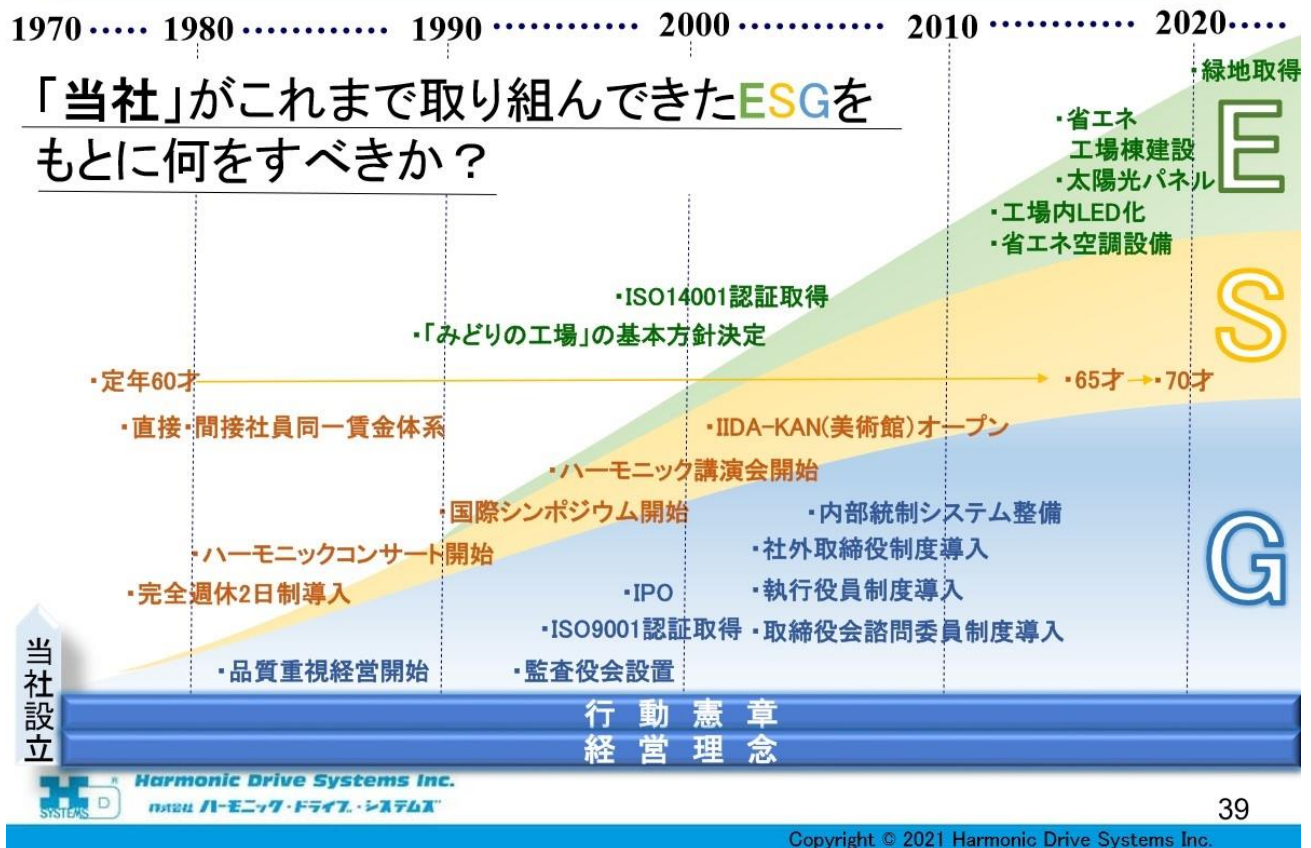 1970 ‥‥‥ 1980 ‥‥‥‥‥‥ 1990 ‥‥‥‥‥‥ 2000 ‥‥‥‥‥‥ 2010 ‥‥‥‥‥‥ 2020 ‥‥‥
「当社」がこれまで取り組んできたESGを
もとに何をすべきか？
・緑地取得
E
・省エネ
工場棟建設
・太陽光パネル
・工場内LED化
・省エネ空調設備
・ISO14001認証取得
・「みどりの工場」の基本方針決定
S
・定年60才
・65才
・70才
・直接・間接社員同一賃金体系
・IIDA-KAN(美術館)オープン
・ハーモニック講演会開始
・国際シンポジウム開始
・ハーモニックコンサート開始
・完全週休2日制導入
G
・内部統制システム整備
・社外取締役制度導入
・IPO
・執行役員制度導入
・ISO9001認証取得
・取締役会諮問委員制度導入
・品質重視経営開始
・監査役会設置
当社設立
行動憲章
経営理念
HD SYSTEMS ®
Harmonic Drive Systems Inc.
株式会社 ハーモニック・ドライブ・システムズ
39
Copyright © 2021 Harmonic Drive Systems Inc.